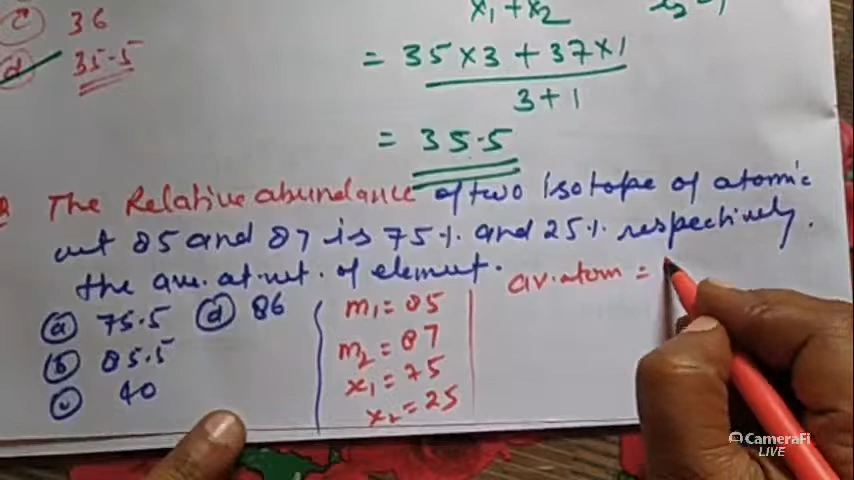 (c) 36
(d) 35.5
x₁ + x₂
= 35×3 + 37×1
3+1
= 35.5
The Relative abundance of two isotope of atomic
wt 85 and 87 is 75% and 25% respectively.
the ave. at. wt. of element.
(a) 75.5 (d) 86
(b) 85.5
(c) 40
m₁ = 85
m₂ = 87
x₁ = 75
x₂ = 25
av. atom =
CameraFi
LIVE